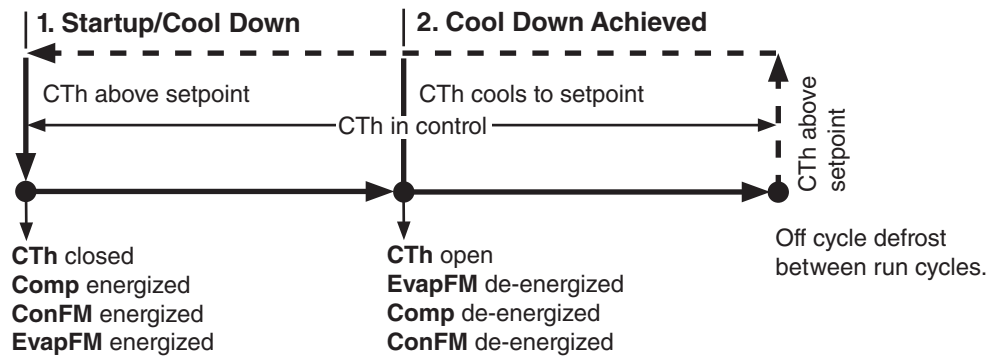 1. Startup/Cool Down
2. Cool Down Achieved
CTh above setpoint
CTh cools to setpoint
CTh in control
CTh above
setpoint
CTh closed
Comp energized
ConFM energized
EvapFM energized
CTh open
EvapFM de-energized
Comp de-energized
ConFM de-energized
Off cycle defrost
between run cycles.